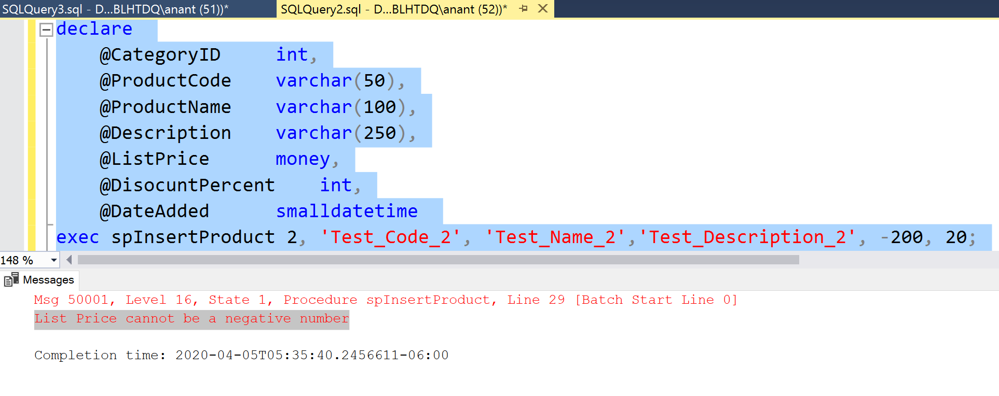 SQLQuery3.sql - D...BLHTDQ\anant (51))*
SQLQuery2.sql - D...BLHTDQ\anant (52))*
declare
@CategoryID int,
@ProductCode varchar(50),
@ProductName varchar(100),
@Description varchar(250),
@ListPrice money,
@DisocuntPercent int,
@DateAdded smalldatetime
exec spInsertProduct 2, 'Test_Code_2', 'Test_Name_2','Test_Description_2', -200, 20;
148 %
Messages
Msg 50001, Level 16, State 1, Procedure spInsertProduct, Line 29 [Batch Start Line 0]
List Price cannot be a negative number
Completion time: 2020-04-05T05:35:40.2456611-06:00